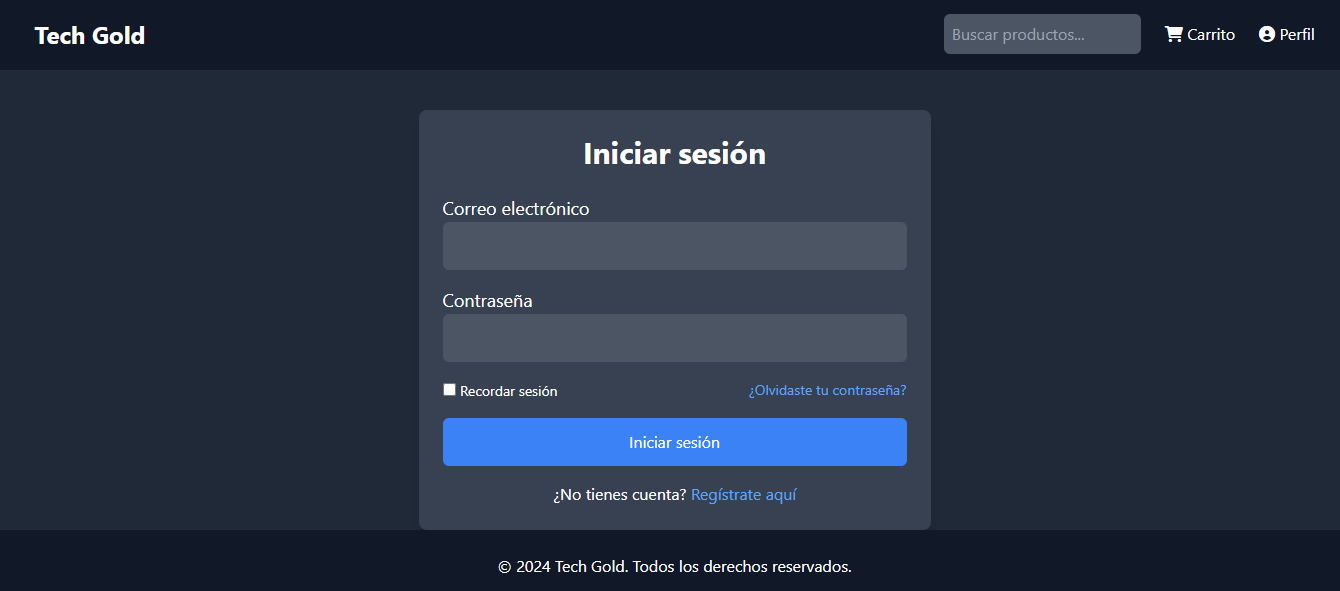 Tech Gold
Buscar productos...
Carrito
Perfil
Iniciar sesión
Correo electrónico
Contraseña
Recordar sesión
¿Olvidaste tu contraseña?
Iniciar sesión
¿No tienes cuenta? Regístrate aquí
© 2024 Tech Gold. Todos los derechos reservados.